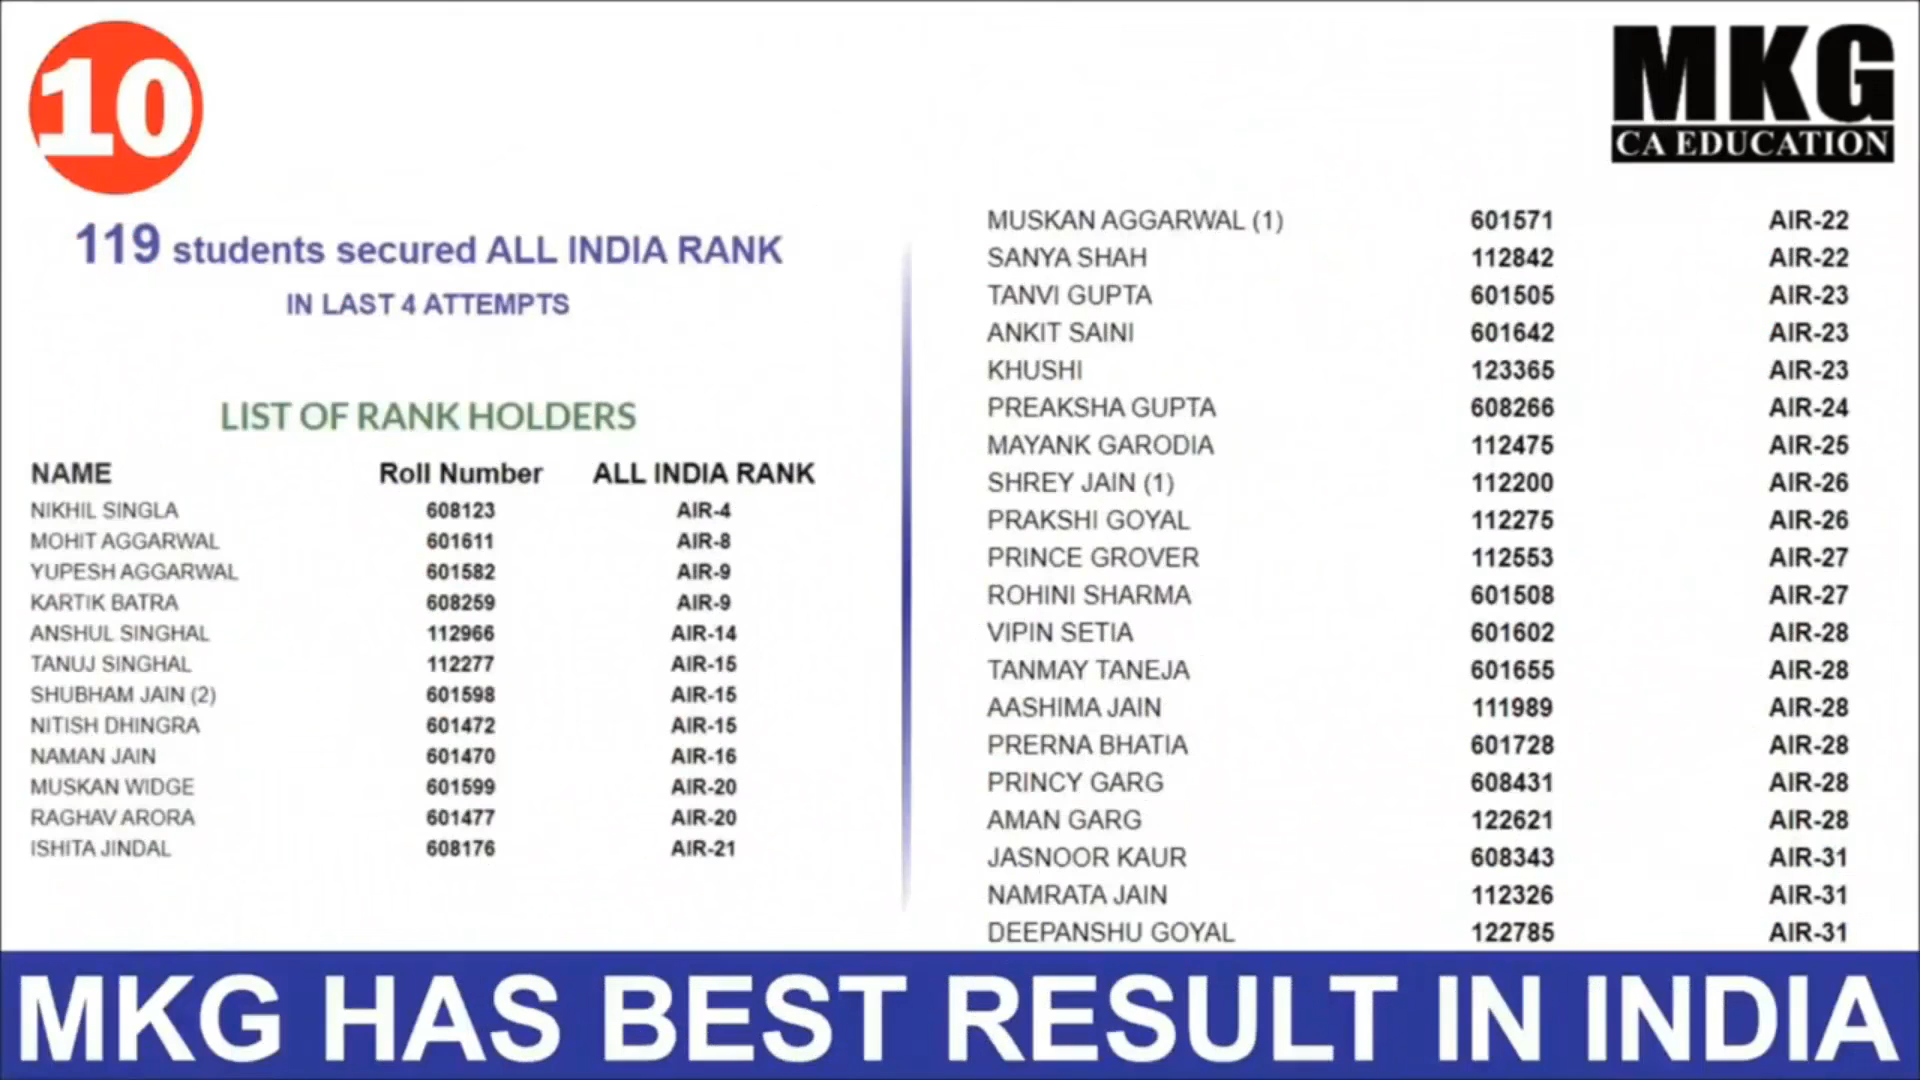 10
MKG
CA EDUCATION
119 students secured ALL INDIA RANK
IN LAST 4 ATTEMPTS
LIST OF RANK HOLDERS
NAME Roll Number ALL INDIA RANK
NIKHIL SINGLA 608123 AIR-4
MOHIT AGGARWAL 601611 AIR-8
YUPESH AGGARWAL 601582 AIR-9
KARTIK BATRA 608259 AIR-9
ANSHUL SINGHAL 112966 AIR-14
TANUJ SINGHAL 112277 AIR-15
SHUBHAM JAIN (2) 601598 AIR-15
NITISH DHINGRA 601472 AIR-15
NAMAN JAIN 601470 AIR-16
MUSKAN WIDGE 601599 AIR-20
RAGHAV ARORA 601477 AIR-20
ISHITA JINDAL 608176 AIR-21
MUSKAN AGGARWAL (1) 601571 AIR-22
SANYA SHAH 112842 AIR-22
TANVI GUPTA 601505 AIR-23
ANKIT SAINI 601642 AIR-23
KHUSHI 123365 AIR-23
PREAKSHA GUPTA 608266 AIR-24
MAYANK GARODIA 112475 AIR-25
SHREY JAIN (1) 112200 AIR-26
PRAKSHI GOYAL 112275 AIR-26
PRINCE GROVER 112553 AIR-27
ROHINI SHARMA 601508 AIR-27
VIPIN SETIA 601602 AIR-28
TANMAY TANEJA 601655 AIR-28
AASHIMA JAIN 111989 AIR-28
PRERNA BHATIA 601728 AIR-28
PRINCY GARG 608431 AIR-28
AMAN GARG 122621 AIR-28
JASNOOR KAUR 608343 AIR-31
NAMRATA JAIN 112326 AIR-31
DEEPANSHU GOYAL 122785 AIR-31
MKG HAS BEST RESULT IN INDIA